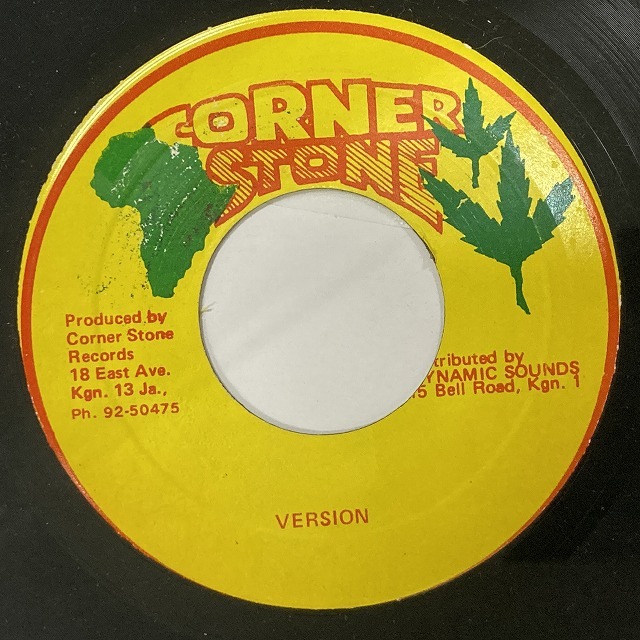 CORNER
STONE
Produced by
Corner Stone
Records
18 East Ave.
Kgn. 13 Ja.,
Ph. 92-50475
tributed by
YNAMIC SOUNDS
5 Bell Road, Kgn. 1
VERSION